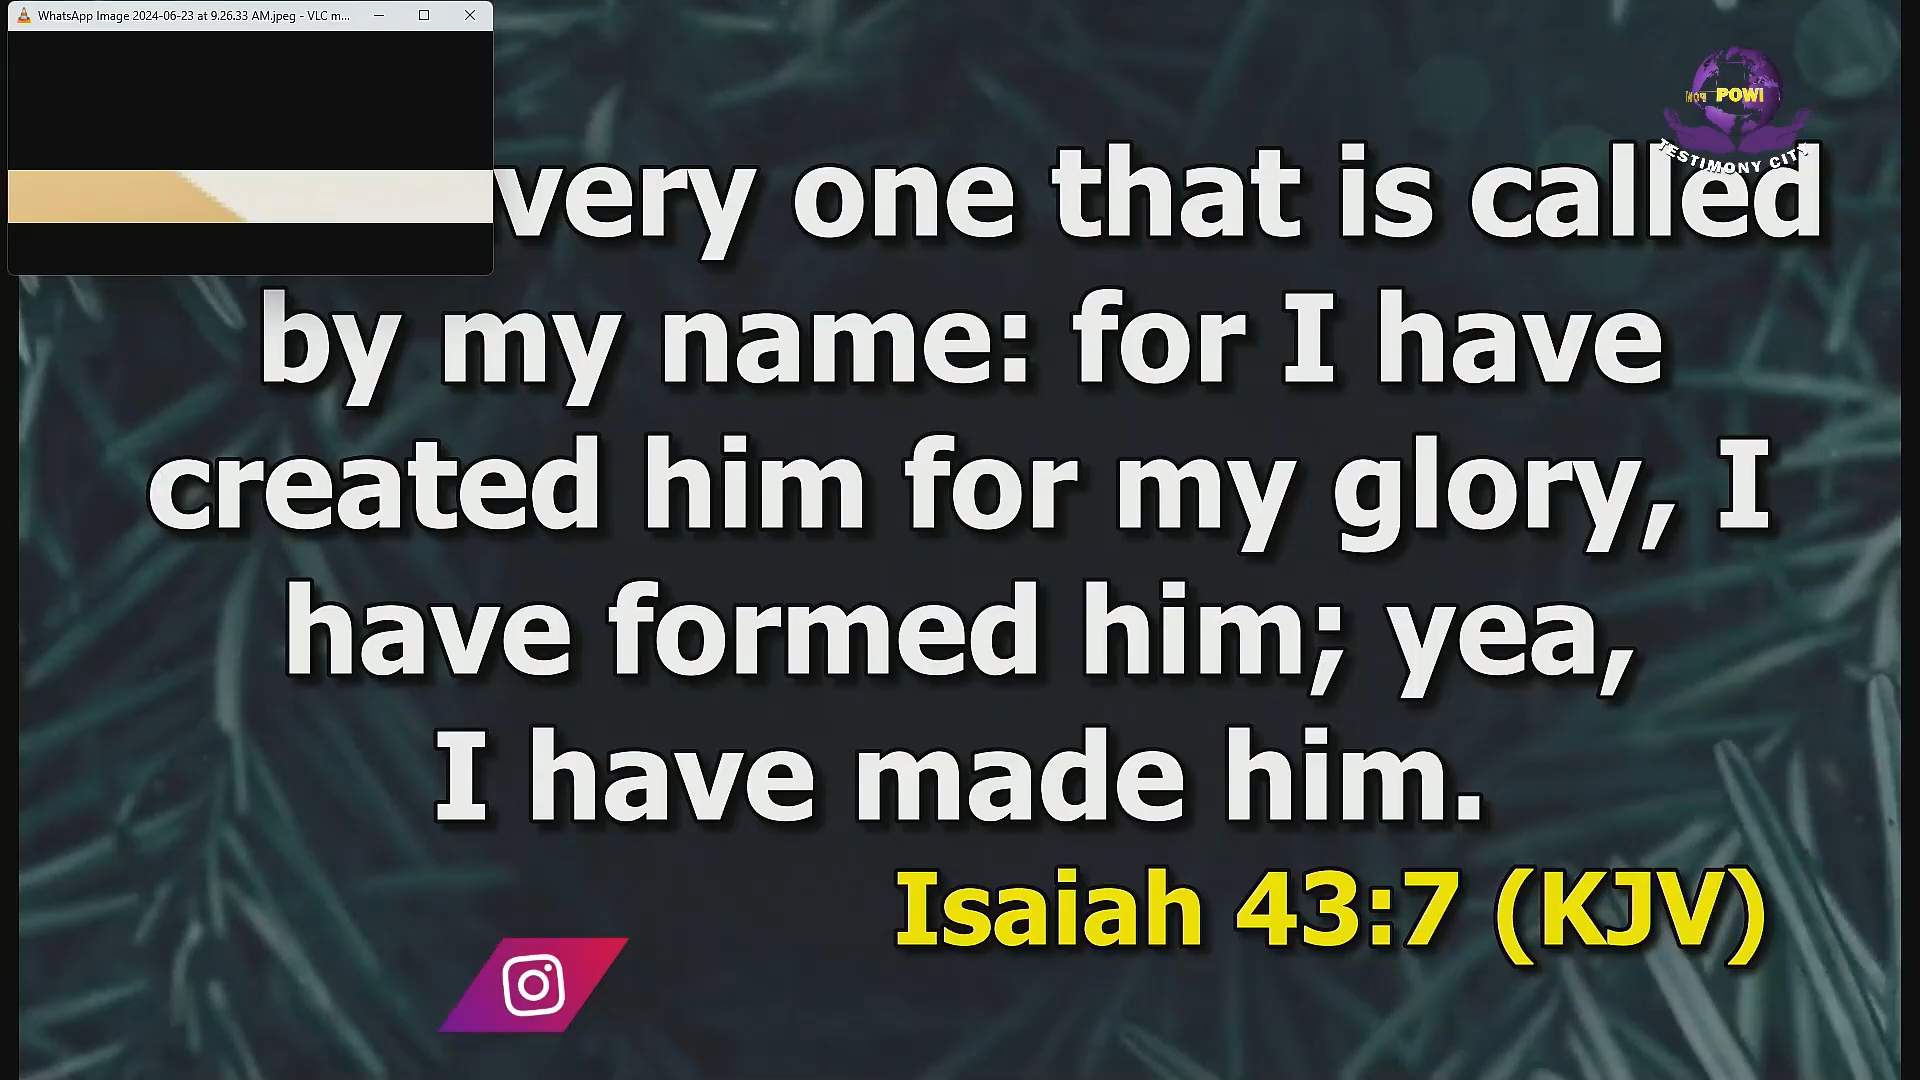 WhatsApp Image 2024-06-23 at 9.26.33 AM.jpeg - VLC m...
POWI
TESTIMONY CITY
very one that is called
by my name: for I have
created him for my glory, I
have formed him; yea,
I have made him.
Isaiah 43:7 (KJV)